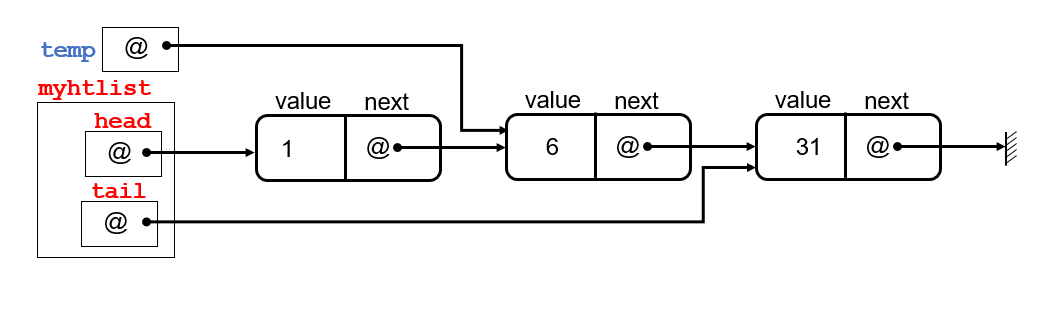 temp @
myhtlist
head
@
tail
@
value next
1 @
value next
6 @
value next
31 @